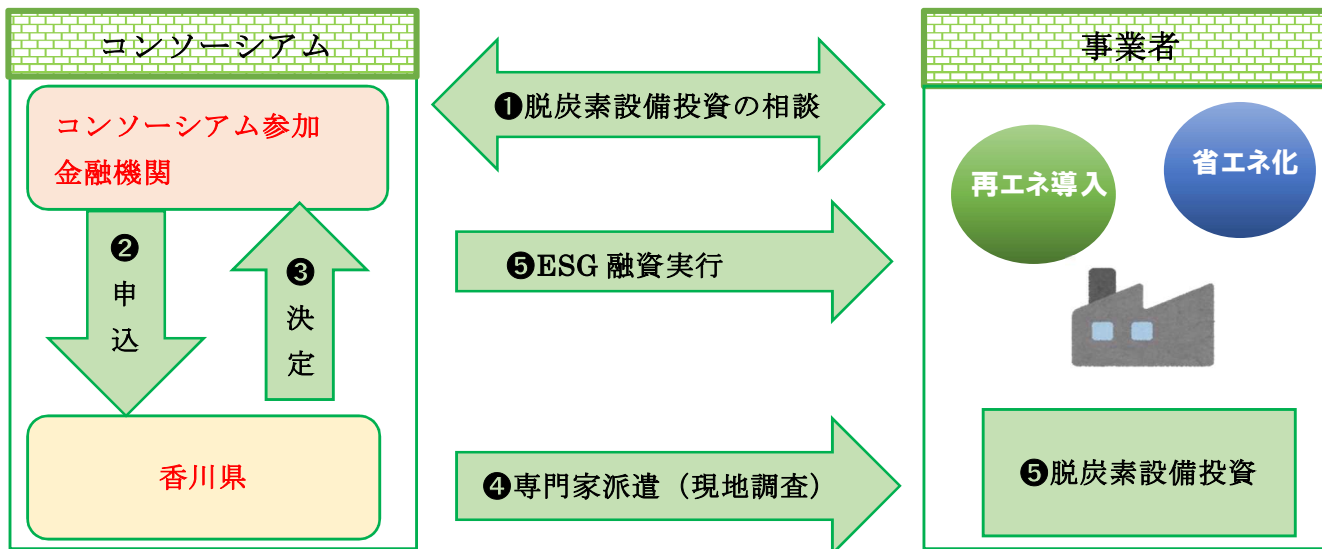 コンソーシアム
コンソーシアム参加
金融機関
❷申込
❸決定
香川県
❶脱炭素設備投資の相談
❺ESG 融資実行
❹専門家派遣（現地調査）
事業者
再エネ導入
省エネ化
❺脱炭素設備投資